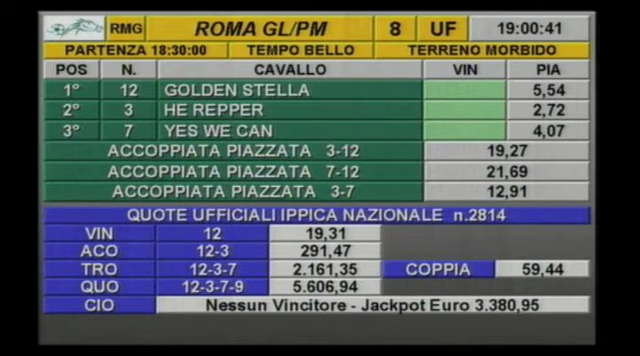 RMG ROMA GL/PM 8 UF 19:00:41
PARTENZA 18:30:00 TEMPO BELLO TERRENO MORBIDO
POS N. CAVALLO VIN PIA
1° 12 GOLDEN STELLA 5,54
2° 3 HE REPPER 2,72
3° 7 YES WE CAN 4,07
ACCOPPIATA PIAZZATA 3-12 19,27
ACCOPPIATA PIAZZATA 7-12 21,69
ACCOPPIATA PIAZZATA 3-7 12,91
QUOTE UFFICIALI IPPICA NAZIONALE n.2814
VIN 12 19,31
ACO 12-3 291,47
TRO 12-3-7 2.161,35 COPPIA 59,44
QUO 12-3-7-9 5.606,94
CIO Nessun Vincitore - Jackpot Euro 3.380,95